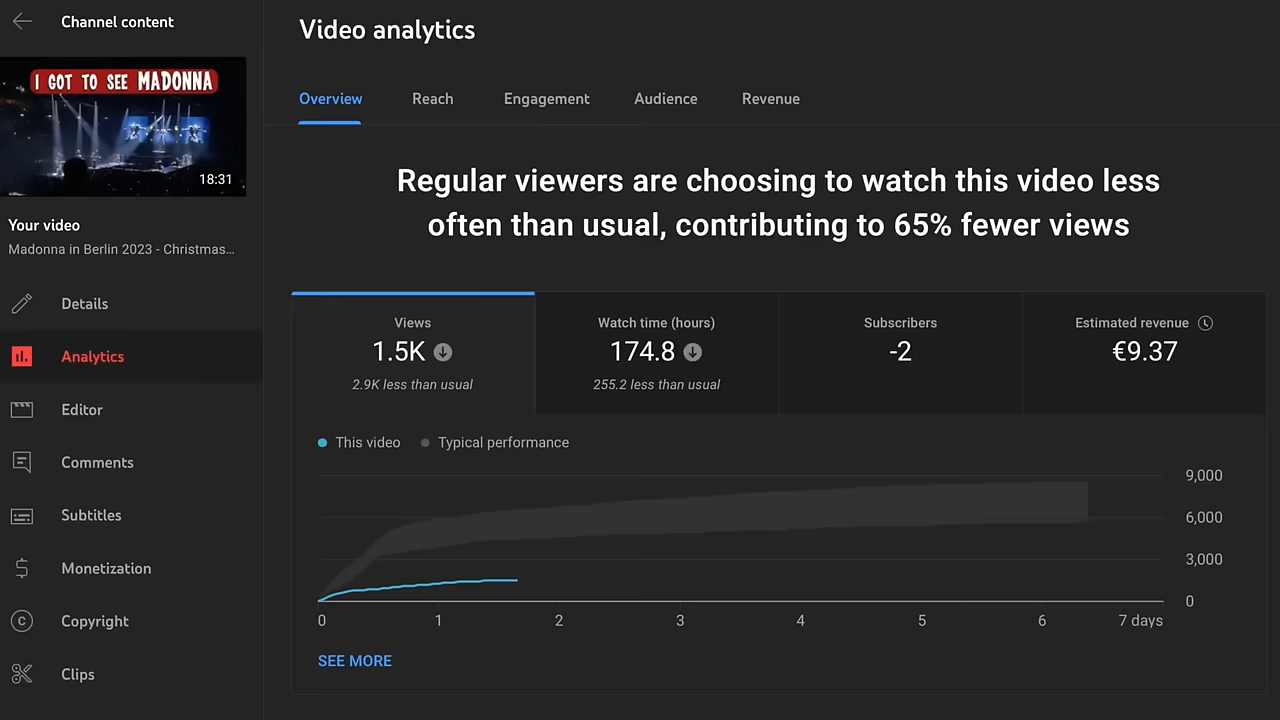 Channel content
I GOT TO SEE MADONNA
18:31
Your video
Madonna in Berlin 2023 - Christmas...
Details
Analytics
Editor
Comments
Subtitles
Monetization
Copyright
Clips
Video analytics
Overview Reach Engagement Audience Revenue
Regular viewers are choosing to watch this video less
often than usual, contributing to 65% fewer views
Views
1.5K
2.9K less than usual
Watch time (hours)
174.8
255.2 less than usual
Subscribers
-2
Estimated revenue
€9.37
This video Typical performance
9,000
6,000
3,000
0
0 1 2 3 4 5 6 7 days
SEE MORE